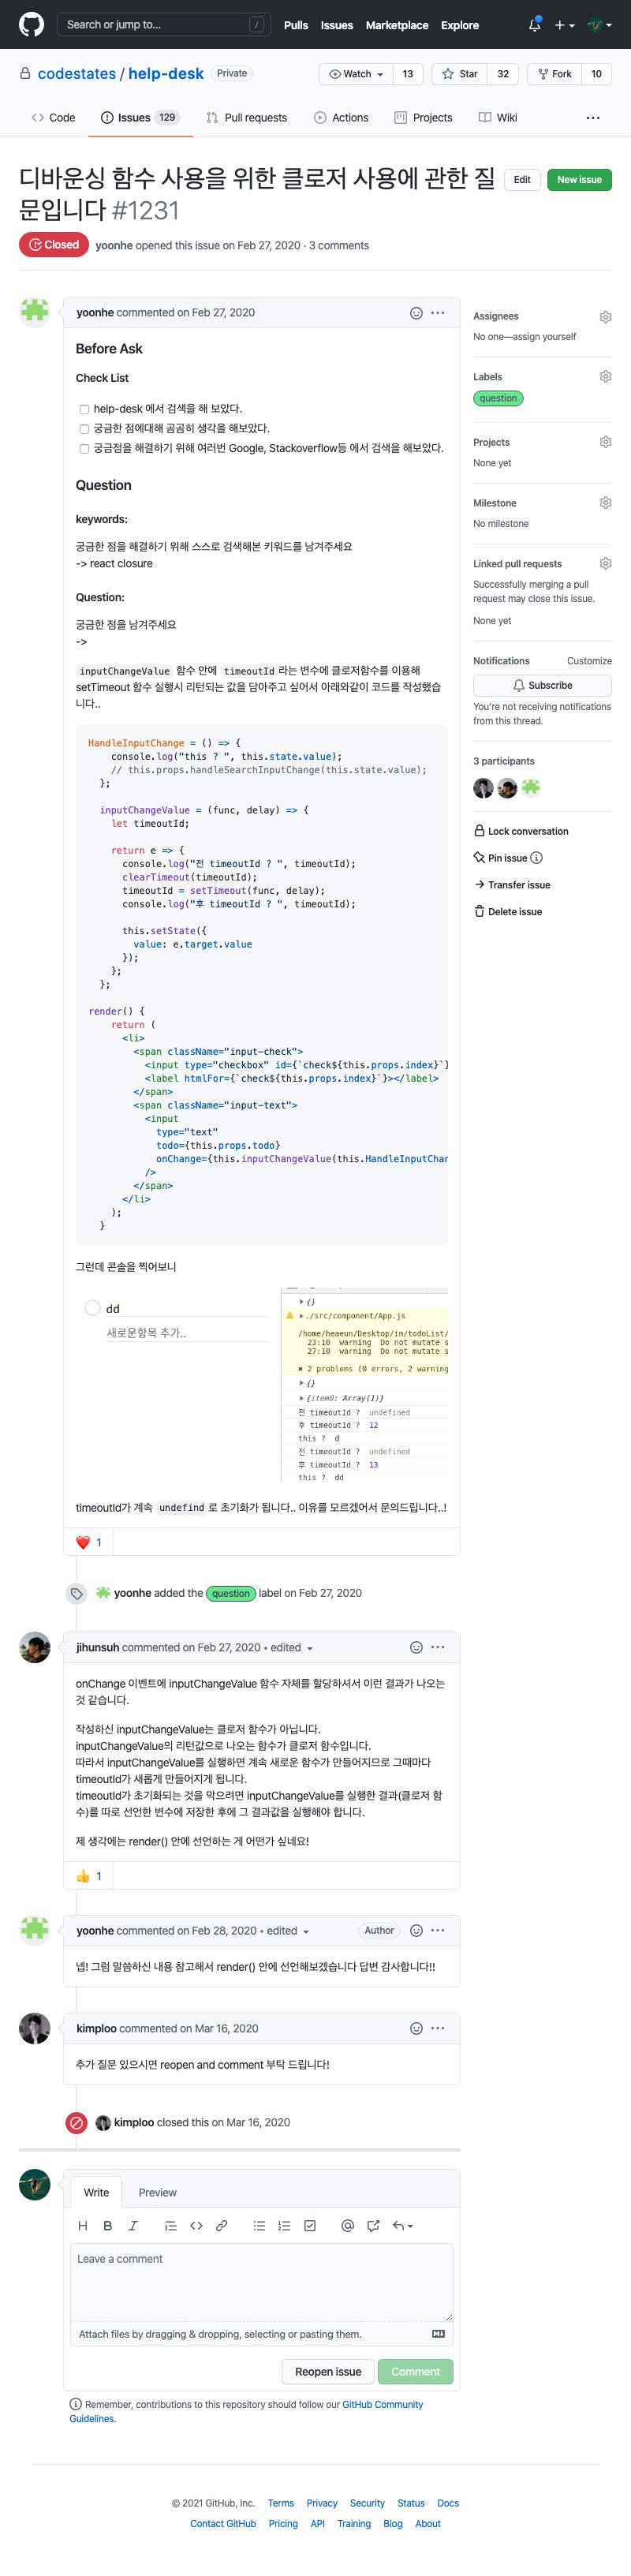 Search or jump to... /
Pulls Issues Marketplace Explore
codestates / help-desk Private
Watch 13 Star 32 Fork 10
Code Issues 129 Pull requests Actions Projects Wiki ...
디바운싱 함수 사용을 위한 클로저 사용에 관한 질
문입니다 #1231
Edit New issue
Closed yoonhe opened this issue on Feb 27, 2020 · 3 comments
yoonhe commented on Feb 27, 2020
Before Ask
Check List
help-desk 에서 검색을 해 보았다.
궁금한 점에대해 곰곰히 생각을 해보았다.
궁금점을 해결하기 위해 여러번 Google, Stackoverflow등 에서 검색을 해보았다.
Question
keywords:
궁금한 점을 해결하기 위해 스스로 검색해본 키워드를 남겨주세요
-> react closure
Question:
궁금한 점을 남겨주세요
->
inputChangeValue 함수 안에 timeoutId 라는 변수에 클로저함수를 이용해
setTimeout 함수 실행시 리턴되는 값을 담아주고 싶어서 아래와같이 코드를 작성했습
니다..
HandleInputChange = () => {
console.log("this ? ", this.state.value);
// this.props.handleSearchInputChange(this.state.value);
};
inputChangeValue = (func, delay) => {
let timeoutId;
return e => {
console.log("전 timeoutId ? ", timeoutId);
clearTimeout(timeoutId);
timeoutId = setTimeout(func, delay);
console.log("후 timeoutId ? ", timeoutId);
this.setState({
value: e.target.value
});
};
};
render() {
return (
<li>
<span className="input-check">
<input type="checkbox" id={`check${this.props.index}`}
<label htmlFor={`check${this.props.index}`}></label>
</span>
<span className="input-text">
<input
type="text"
todo={this.props.todo}
onChange={this.inputChangeValue(this.HandleInputChan
/>
</span>
</li>
);
}
그런데 콘솔을 찍어보니
dd
새로운항목 추가..
▸ {}
▸ ./src/component/App.js
/home/heaeun/Desktop/im/todoList/
23:10 warning Do not mutate s
27:10 warning Do not mutate s
✖ 2 problems (0 errors, 2 warning
▸ {}
▸ {item0: Array(1)}
전 timeoutId ? undefined
후 timeoutId ? 12
this ? d
전 timeoutId ? undefined
후 timeoutId ? 13
this ? dd
timeoutId가 계속 undefind 로 초기화가 됩니다.. 이유를 모르겠어서 문의드립니다..!
❤️ 1
yoonhe added the question label on Feb 27, 2020
jihunsuh commented on Feb 27, 2020 • edited
onChange 이벤트에 inputChangeValue 함수 자체를 할당하셔서 이런 결과가 나오는
것 같습니다.
작성하신 inputChangeValue는 클로저 함수가 아닙니다.
inputChangeValue의 리턴값으로 나오는 함수가 클로저 함수입니다.
따라서 inputChangeValue를 실행하면 계속 새로운 함수가 만들어지므로 그때마다
timeoutId가 새롭게 만들어지게 됩니다.
timeoutId가 초기화되는 것을 막으려면 inputChangeValue를 실행한 결과(클로저 함
수)를 따로 선언한 변수에 저장한 후에 그 결과값을 실행해야 합니다.
제 생각에는 render() 안에 선언하는 게 어떤가 싶네요!
👍 1
yoonhe commented on Feb 28, 2020 • edited Author
넵! 그럼 말씀하신 내용 참고해서 render() 안에 선언해보겠습니다 답변 감사합니다!!
kimploo commented on Mar 16, 2020
추가 질문 있으시면 reopen and comment 부탁 드립니다!
kimploo closed this on Mar 16, 2020
Write Preview
Leave a comment
Attach files by dragging & dropping, selecting or pasting them.
Reopen issue Comment
Remember, contributions to this repository should follow our GitHub Community
Guidelines.
Assignees
No one—assign yourself
Labels
question
Projects
None yet
Milestone
No milestone
Linked pull requests
Successfully merging a pull
request may close this issue.
None yet
Notifications Customize
Subscribe
You're not receiving notifications
from this thread.
3 participants
Lock conversation
Pin issue
Transfer issue
Delete issue
© 2021 GitHub, Inc. Terms Privacy Security Status Docs
Contact GitHub Pricing API Training Blog About